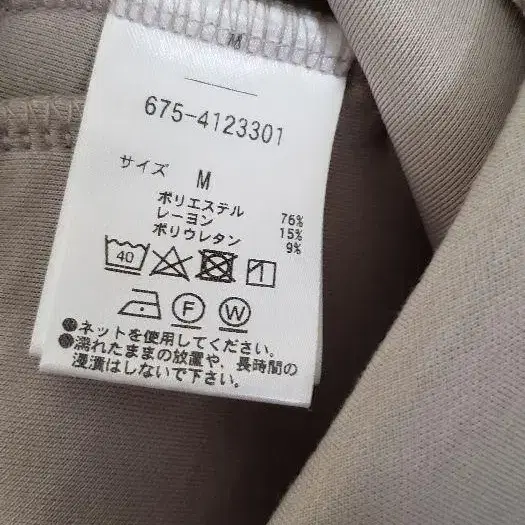 M
675-4123301
サイズ M
ポリエステル 76%
レーヨン 15%
ポリウレタン 9%
40
F W
●ネットを使用してください。
●濡れたままの放置や、長時間の
浸漬はしないで下さい。